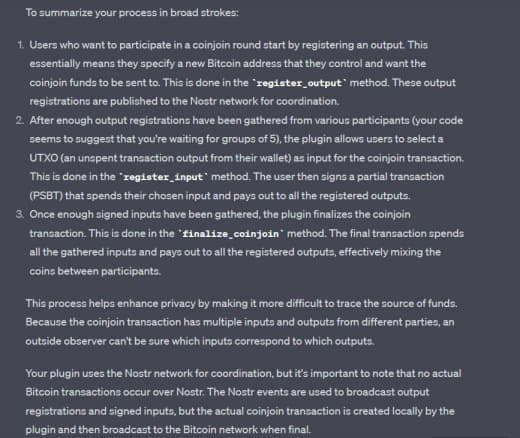 To summarize your process in broad strokes:
1. Users who want to participate in a coinjoin round start by registering an output. This
essentially means they specify a new Bitcoin address that they control and want the
coinjoin funds to be sent to. This is done in the `register_output` method. These output
registrations are published to the Nostr network for coordination.
2. After enough output registrations have been gathered from various participants (your code
seems to suggest that you're waiting for groups of 5), the plugin allows users to select a
UTXO (an unspent transaction output from their wallet) as input for the coinjoin transaction.
This is done in the `register_input` method. The user then signs a partial transaction
(PSBT) that spends their chosen input and pays out to all the registered outputs.
3. Once enough signed inputs have been gathered, the plugin finalizes the coinjoin
transaction. This is done in the `finalize_coinjoin` method. The final transaction spends
all the gathered inputs and pays out to all the registered outputs, effectively mixing the
coins between participants.
This process helps enhance privacy by making it more difficult to trace the source of funds.
Because the coinjoin transaction has multiple inputs and outputs from different parties, an
outside observer can't be sure which inputs correspond to which outputs.
Your plugin uses the Nostr network for coordination, but it's important to note that no actual
Bitcoin transactions occur over Nostr. The Nostr events are used to broadcast output
registrations and signed inputs, but the actual coinjoin transaction is created locally by the
plugin and then broadcast to the Bitcoin network when final.